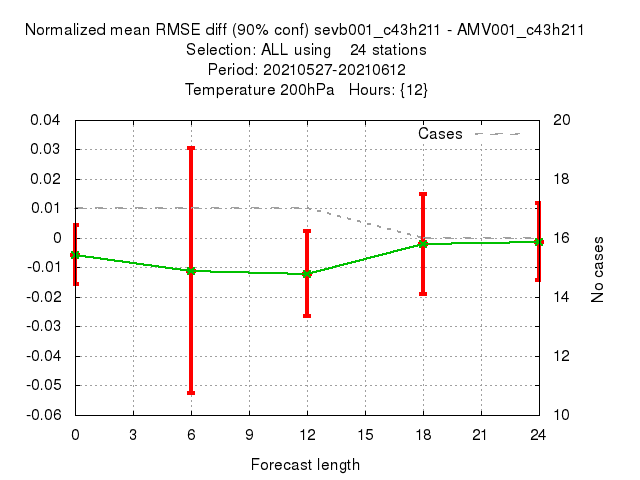 Normalized mean RMSE diff (90% conf) sevb001_c43h211 - AMV001_c43h211
Selection: ALL using 24 stations
Period: 20210527-20210612
Temperature 200hPa Hours: {12}
Cases
0.04
0.03
0.02
0.01
0
-0.01
-0.02
-0.03
-0.04
-0.05
-0.06
20
18
16
14
12
10
No cases
0 3 6 9 12 15 18 21 24
Forecast length